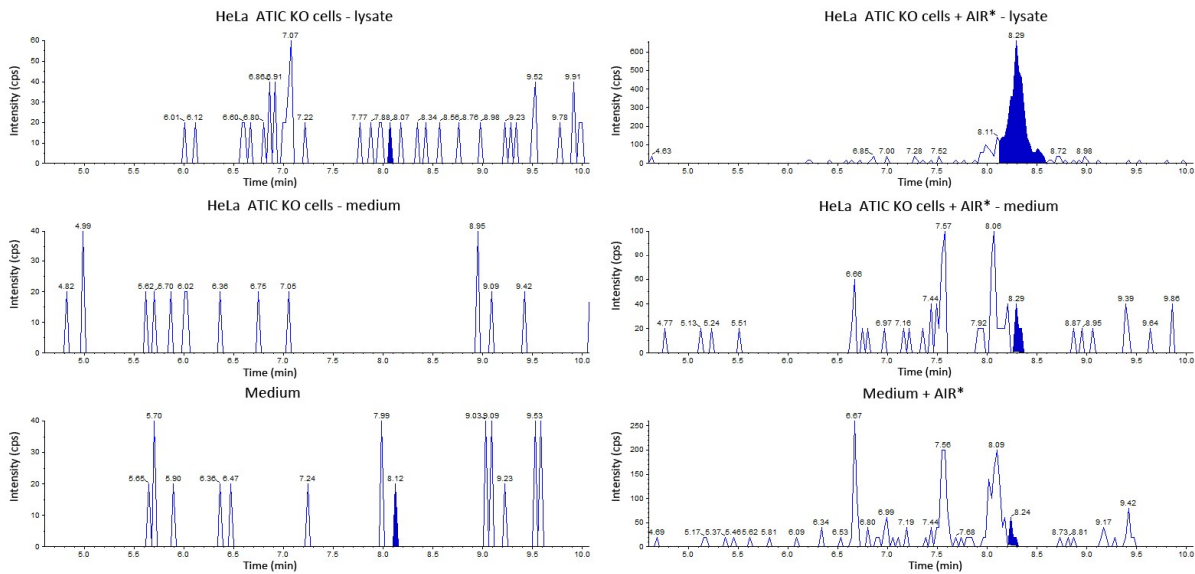 HeLa ATIC KO cells - lysate
Intensity (cps)
60
50
40
30
20
10
0
6.01 6.12 6.60 6.80 6.86 6.91 7.07 7.22 7.77 7.88 8.07 8.34 8.56 8.76 8.98 9.23 9.52 9.78 9.91
5.0 5.5 6.0 6.5 7.0 7.5 8.0 8.5 9.0 9.5 10.0
Time (min)
HeLa ATIC KO cells + AIR* - lysate
Intensity (cps)
600
500
400
300
200
100
0
4.63 6.85 7.00 7.28 7.52 8.11 8.29 8.72 8.98
5.0 5.5 6.0 6.5 7.0 7.5 8.0 8.5 9.0 9.5 10.0
Time (min)
HeLa ATIC KO cells - medium
Intensity (cps)
40
30
20
10
0
4.82 4.99 5.62 5.70 6.02 6.36 6.75 7.05 8.95 9.09 9.42
5.0 5.5 6.0 6.5 7.0 7.5 8.0 8.5 9.0 9.5 10.0
Time (min)
HeLa ATIC KO cells + AIR* - medium
Intensity (cps)
100
80
60
40
20
0
4.77 5.13 5.24 5.51 6.66 6.97 7.16 7.44 7.57 7.92 8.06 8.29 8.87 8.95 9.39 9.64 9.86
5.0 5.5 6.0 6.5 7.0 7.5 8.0 8.5 9.0 9.5 10.0
Time (min)
Medium
Intensity (cps)
40
30
20
10
0
5.65 5.70 5.90 6.36 6.47 7.24 7.99 8.12 9.03 9.09 9.23 9.53
5.0 5.5 6.0 6.5 7.0 7.5 8.0 8.5 9.0 9.5 10.0
Time (min)
Medium + AIR*
Intensity (cps)
250
200
150
100
50
0
4.69 5.17 5.37 5.46 5.62 5.81 6.09 6.34 6.53 6.67 6.80 6.99 7.19 7.44 7.56 7.68 8.09 8.24 8.73 8.81 9.17 9.42
5.0 5.5 6.0 6.5 7.0 7.5 8.0 8.5 9.0 9.5 10.0
Time (min)